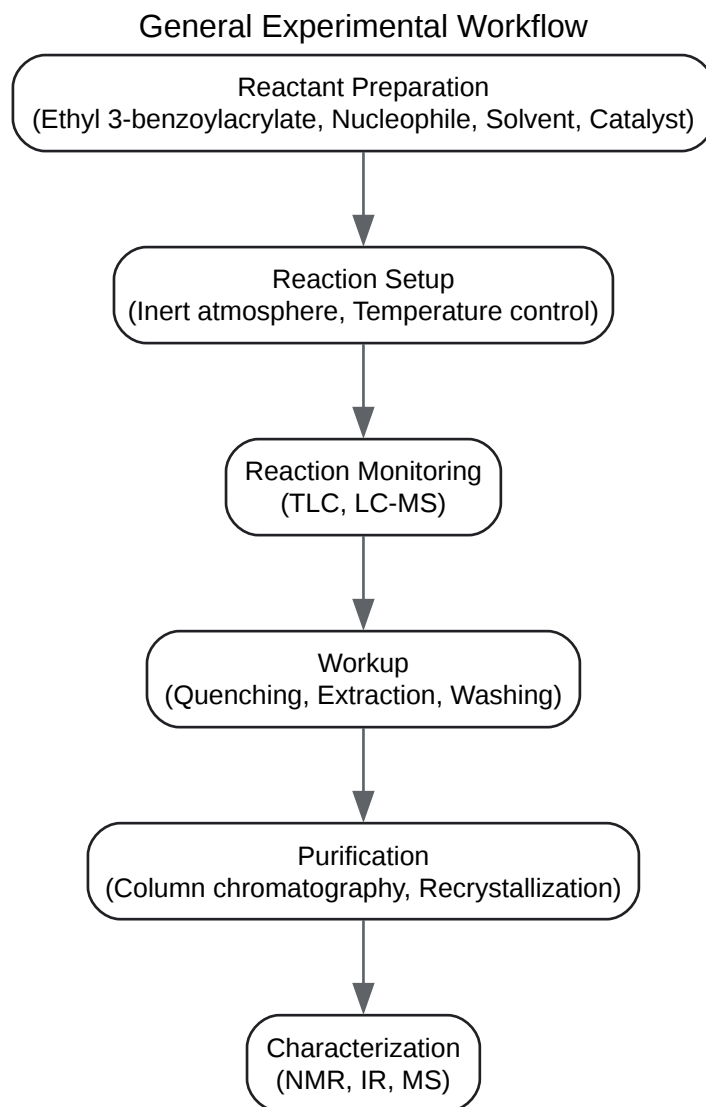 General Experimental Workflow
Reactant Preparation
(Ethyl 3-benzoylacrylate, Nucleophile, Solvent, Catalyst)
Reaction Setup
(Inert atmosphere, Temperature control)
Reaction Monitoring
(TLC, LC-MS)
Workup
(Quenching, Extraction, Washing)
Purification
(Column chromatography, Recrystallization)
Characterization
(NMR, IR, MS)